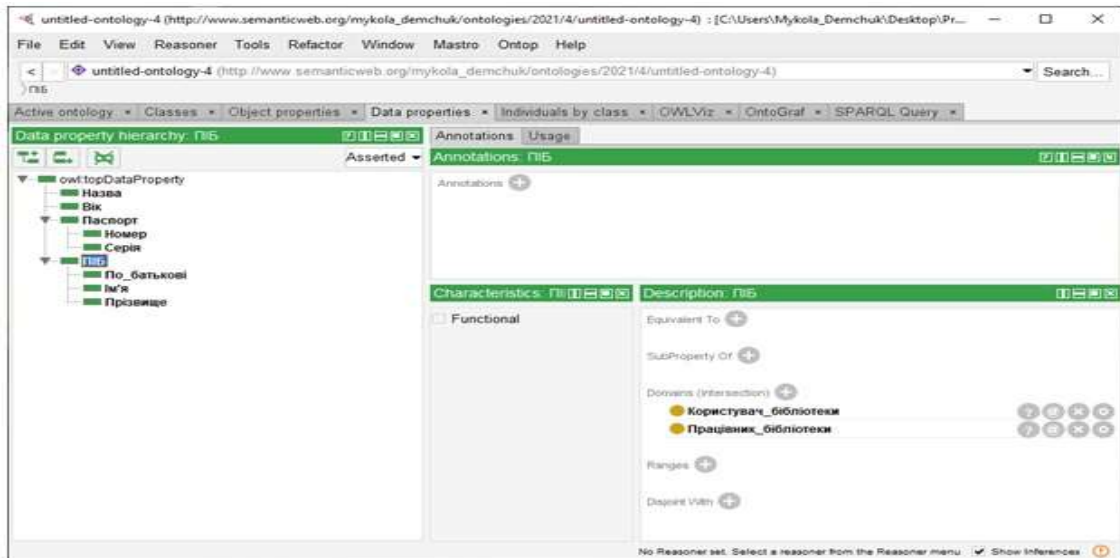 untitled-ontology-4 (http://www.semanticweb.org/mykola_demchuk/ontologies/2021/4/untitled-ontology-4) : [C:\Users\Mykola_Demchuk\Desktop\Pr...
File Edit View Reasoner Tools Refactor Window Mastro Ontop Help
< untitled-ontology-4 (http://www.semanticweb.org/mykola_demchuk/ontologies/2021/4/untitled-ontology-4) Search...
ПІБ
Active ontology × Classes × Object properties × Data properties × Individuals by class × OWLViz × OntoGraf × SPARQL Query ×
Data property hierarchy: ПІБ
Asserted
owl:topDataProperty
Назва
Вік
Паспорт
Номер
Серія
ПІБ
По_батькові
Ім'я
Прізвище
Annotations Usage
Annotations: ПІБ
Annotations
Characteristics: ПІ
Functional
Description: ПІБ
Equivalent To
SubProperty Of
Domains (intersection)
Користувач_бібліотеки
Працівник_бібліотеки
Ranges
Disjoint With
No Reasoner set. Select a reasoner from the Reasoner menu Show Inferences